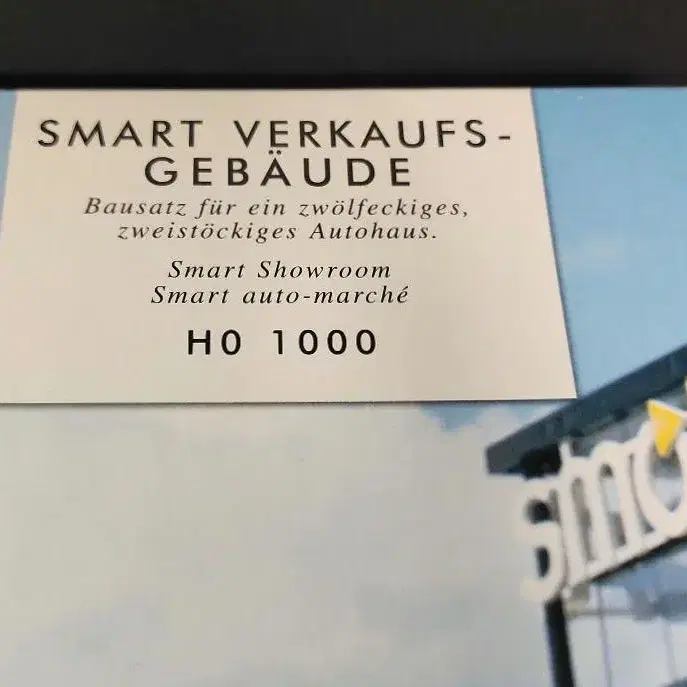 SMART VERKAUFS-
GEBÄUDE
Bausatz für ein zwölfeckiges,
zweistöckiges Autohaus.
Smart Showroom
Smart auto-marché
H0 1000